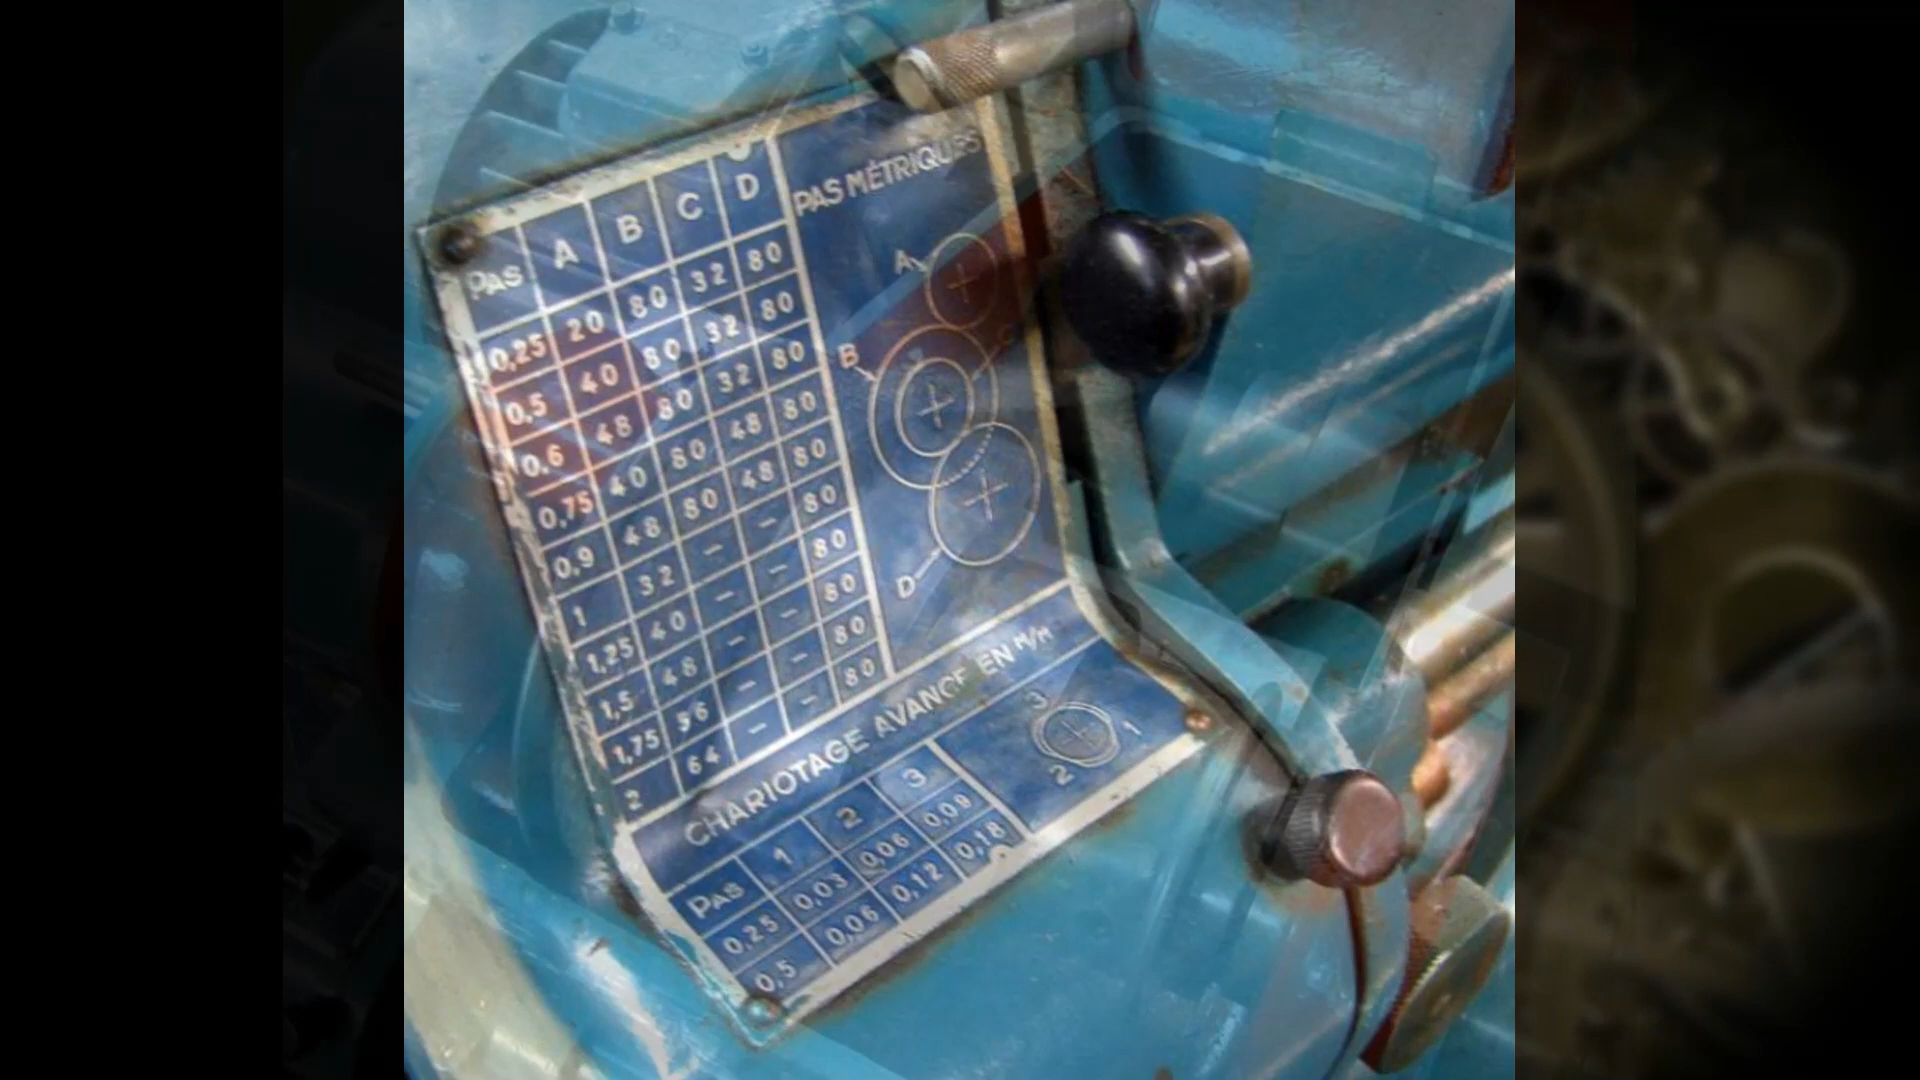 PAS A B C D
0,25 20 80 32 80
0,5 40 80 32 80
0.6 48 80 32 80
0,75 40 80 48 80
0,9 48 80 48 80
1 32 - - 80
1,25 40 - - 80
1,5 48 - - 80
1,75 56 - - 80
2 64 - - 80
PAS MÉTRIQUES
A
B
C
D
CHARIOTAGE AVANCE EN M/M
PAS 1 2 3
0,25 0,03 0,06 0,09
0,5 0,06 0,12 0,18
3
1
2